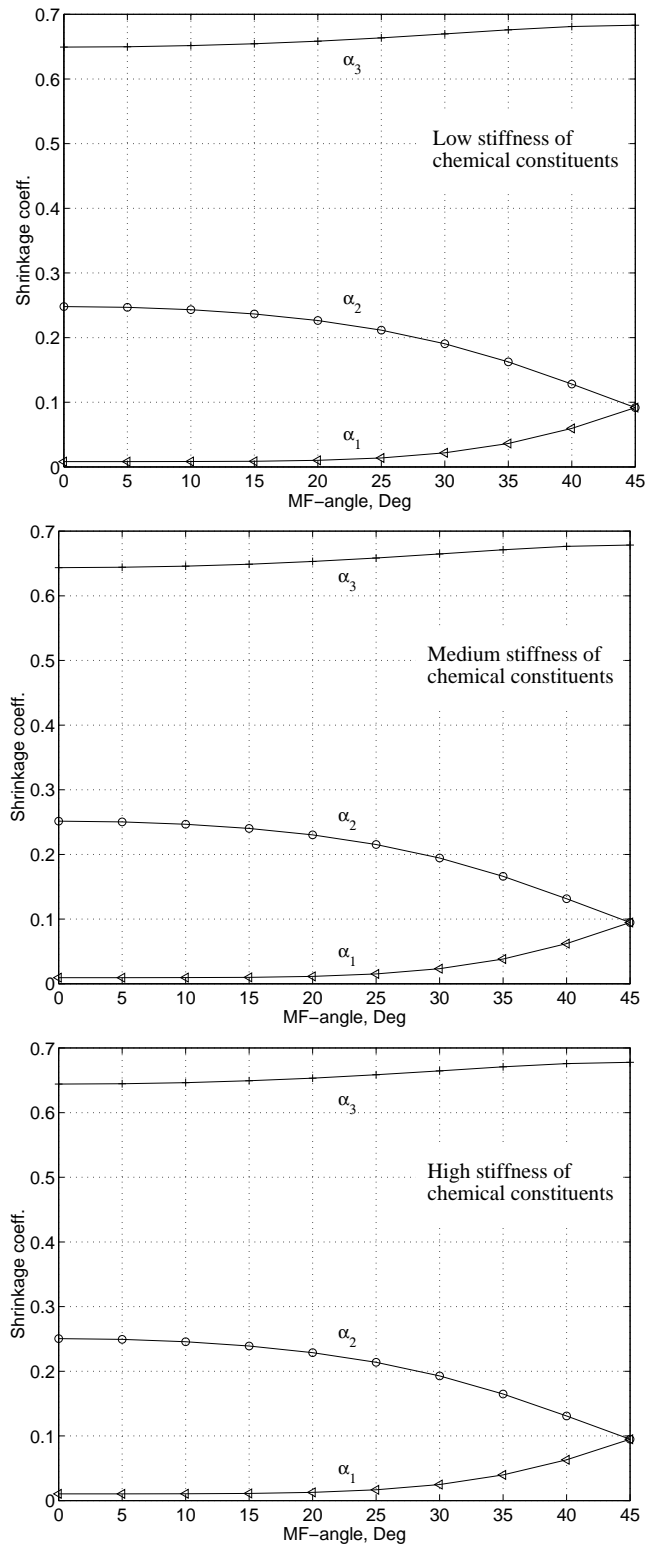 0.7
0.6
0.5
0.4
0.3
0.2
0.1
0
Shrinkage coeff.
α3
Low stiffness of
chemical constituents
α2
α1
0 5 10 15 20 25 30 35 40 45
MF−angle, Deg
0.7
0.6
0.5
0.4
0.3
0.2
0.1
0
Shrinkage coeff.
α3
Medium stiffness of
chemical constituents
α2
α1
0 5 10 15 20 25 30 35 40 45
MF−angle, Deg
0.7
0.6
0.5
0.4
0.3
0.2
0.1
0
Shrinkage coeff.
α3
High stiffness of
chemical constituents
α2
α1
0 5 10 15 20 25 30 35 40 45
MF−angle, Deg